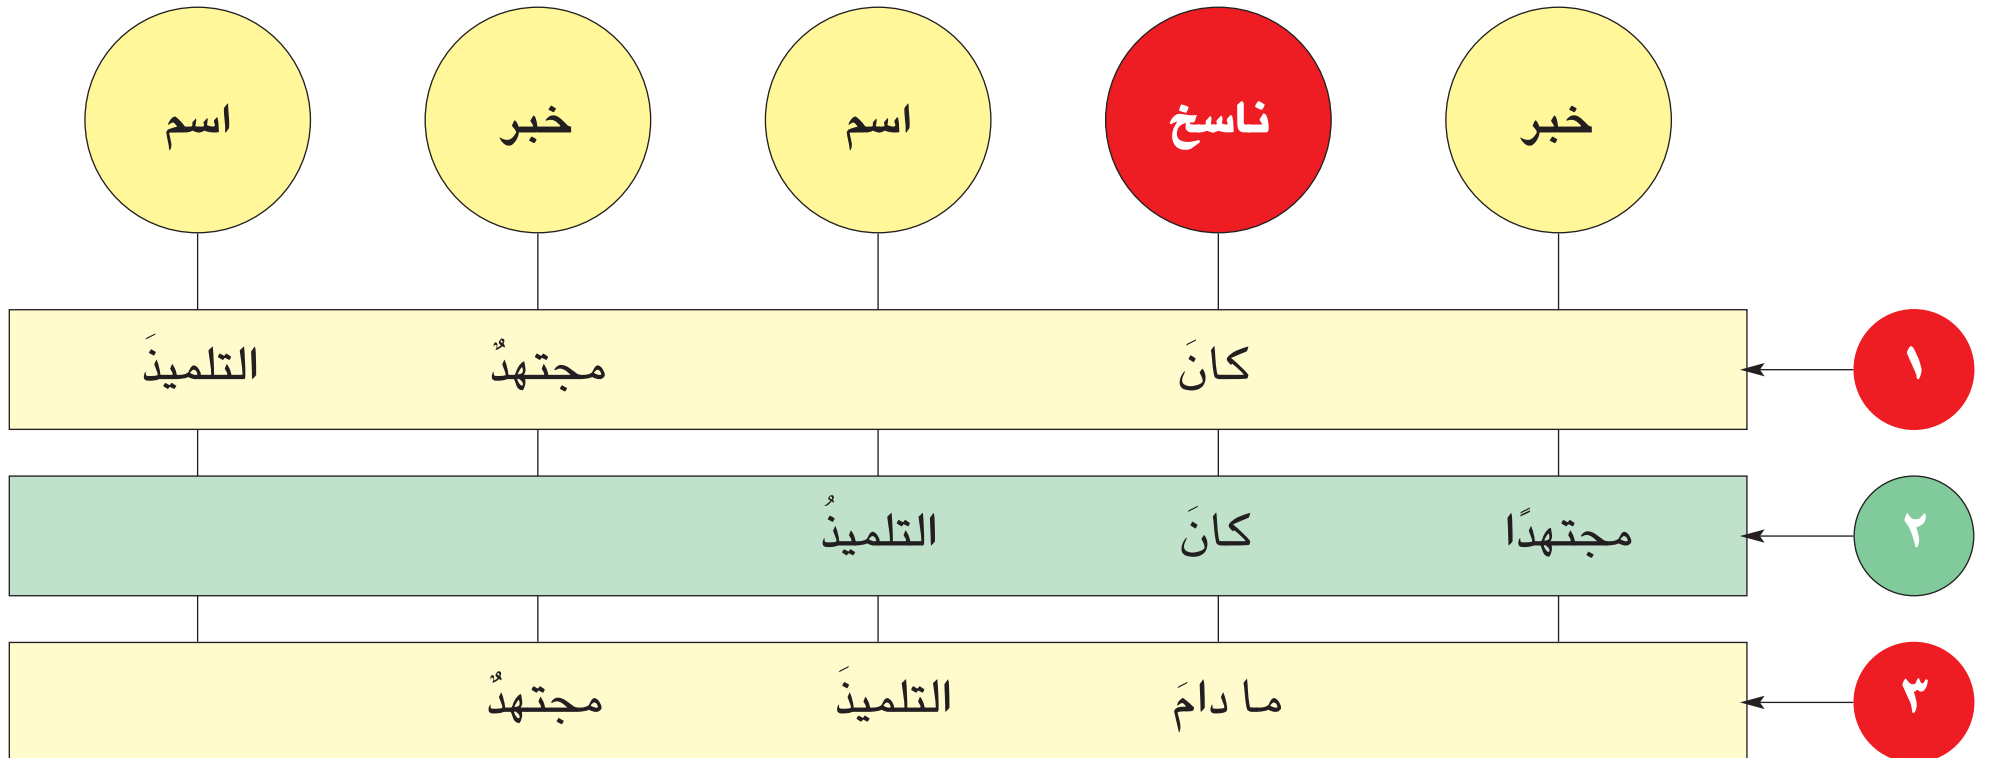 خبر ناسخ اسم خبر اسم
١ كانَ مجتهدٌ التلميذَ
٢ مجتهدًا كانَ التلميذُ
٣ ما دامَ التلميذَ مجتهدٌ